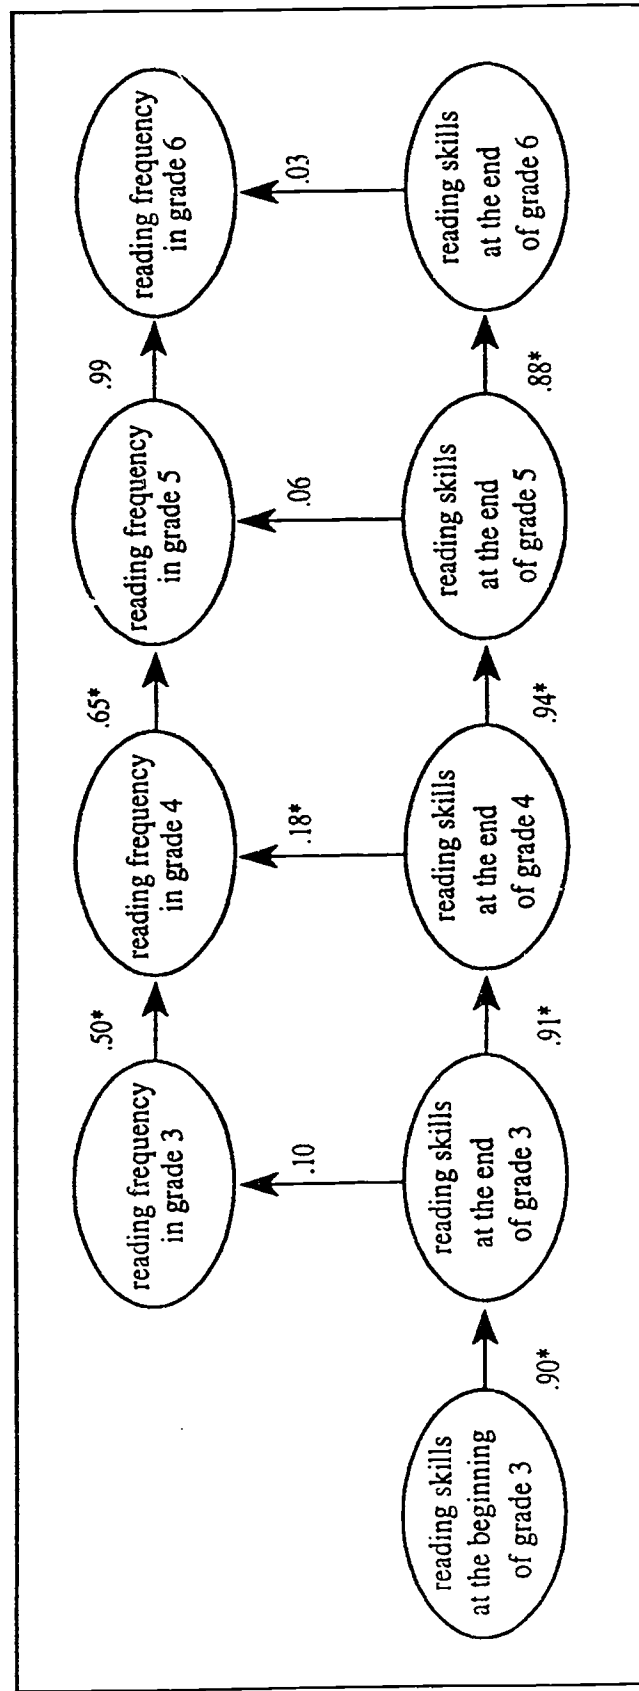 reading frequency
in grade 3
.50*
reading frequency
in grade 4
.65*
reading frequency
in grade 5
.99
reading frequency
in grade 6
.10
.18*
.06
.03
reading skills
at the beginning
of grade 3
.90*
reading skills
at the end
of grade 3
.91*
reading skills
at the end
of grade 4
.94*
reading skills
at the end
of grade 5
.88*
reading skills
at the end
of grade 6